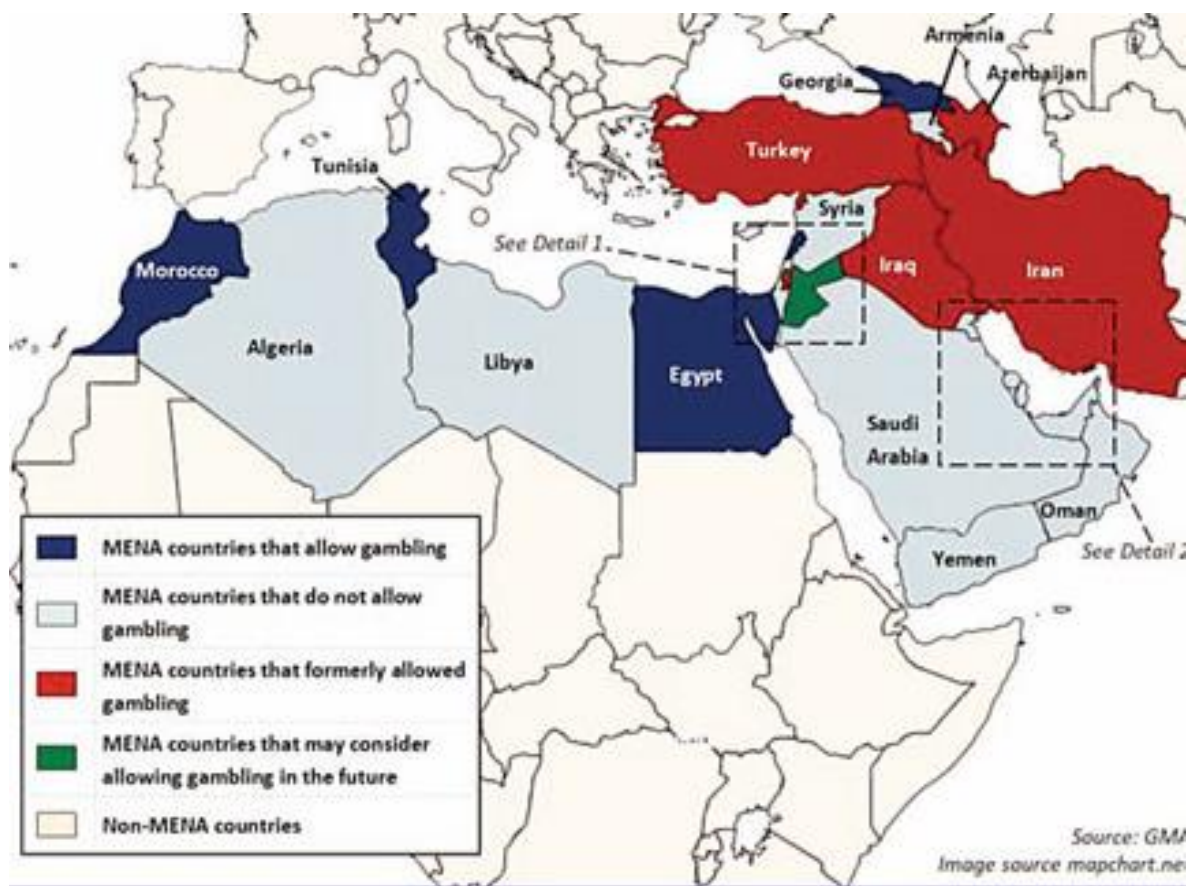 Armenia
Georgia
Azerbaijan
Turkey
Tunisia
Syria
See Detail 1
Morocco
Iraq
Iran
Algeria
Libya
Egypt
Saudi
Arabia
Oman
See Detail 2
Yemen
MENA countries that allow gambling
MENA countries that do not allow
gambling
MENA countries that formerly allowed
gambling
MENA countries that may consider
allowing gambling in the future
Non-MENA countries
Source: GMA
Image source mapchart.ne